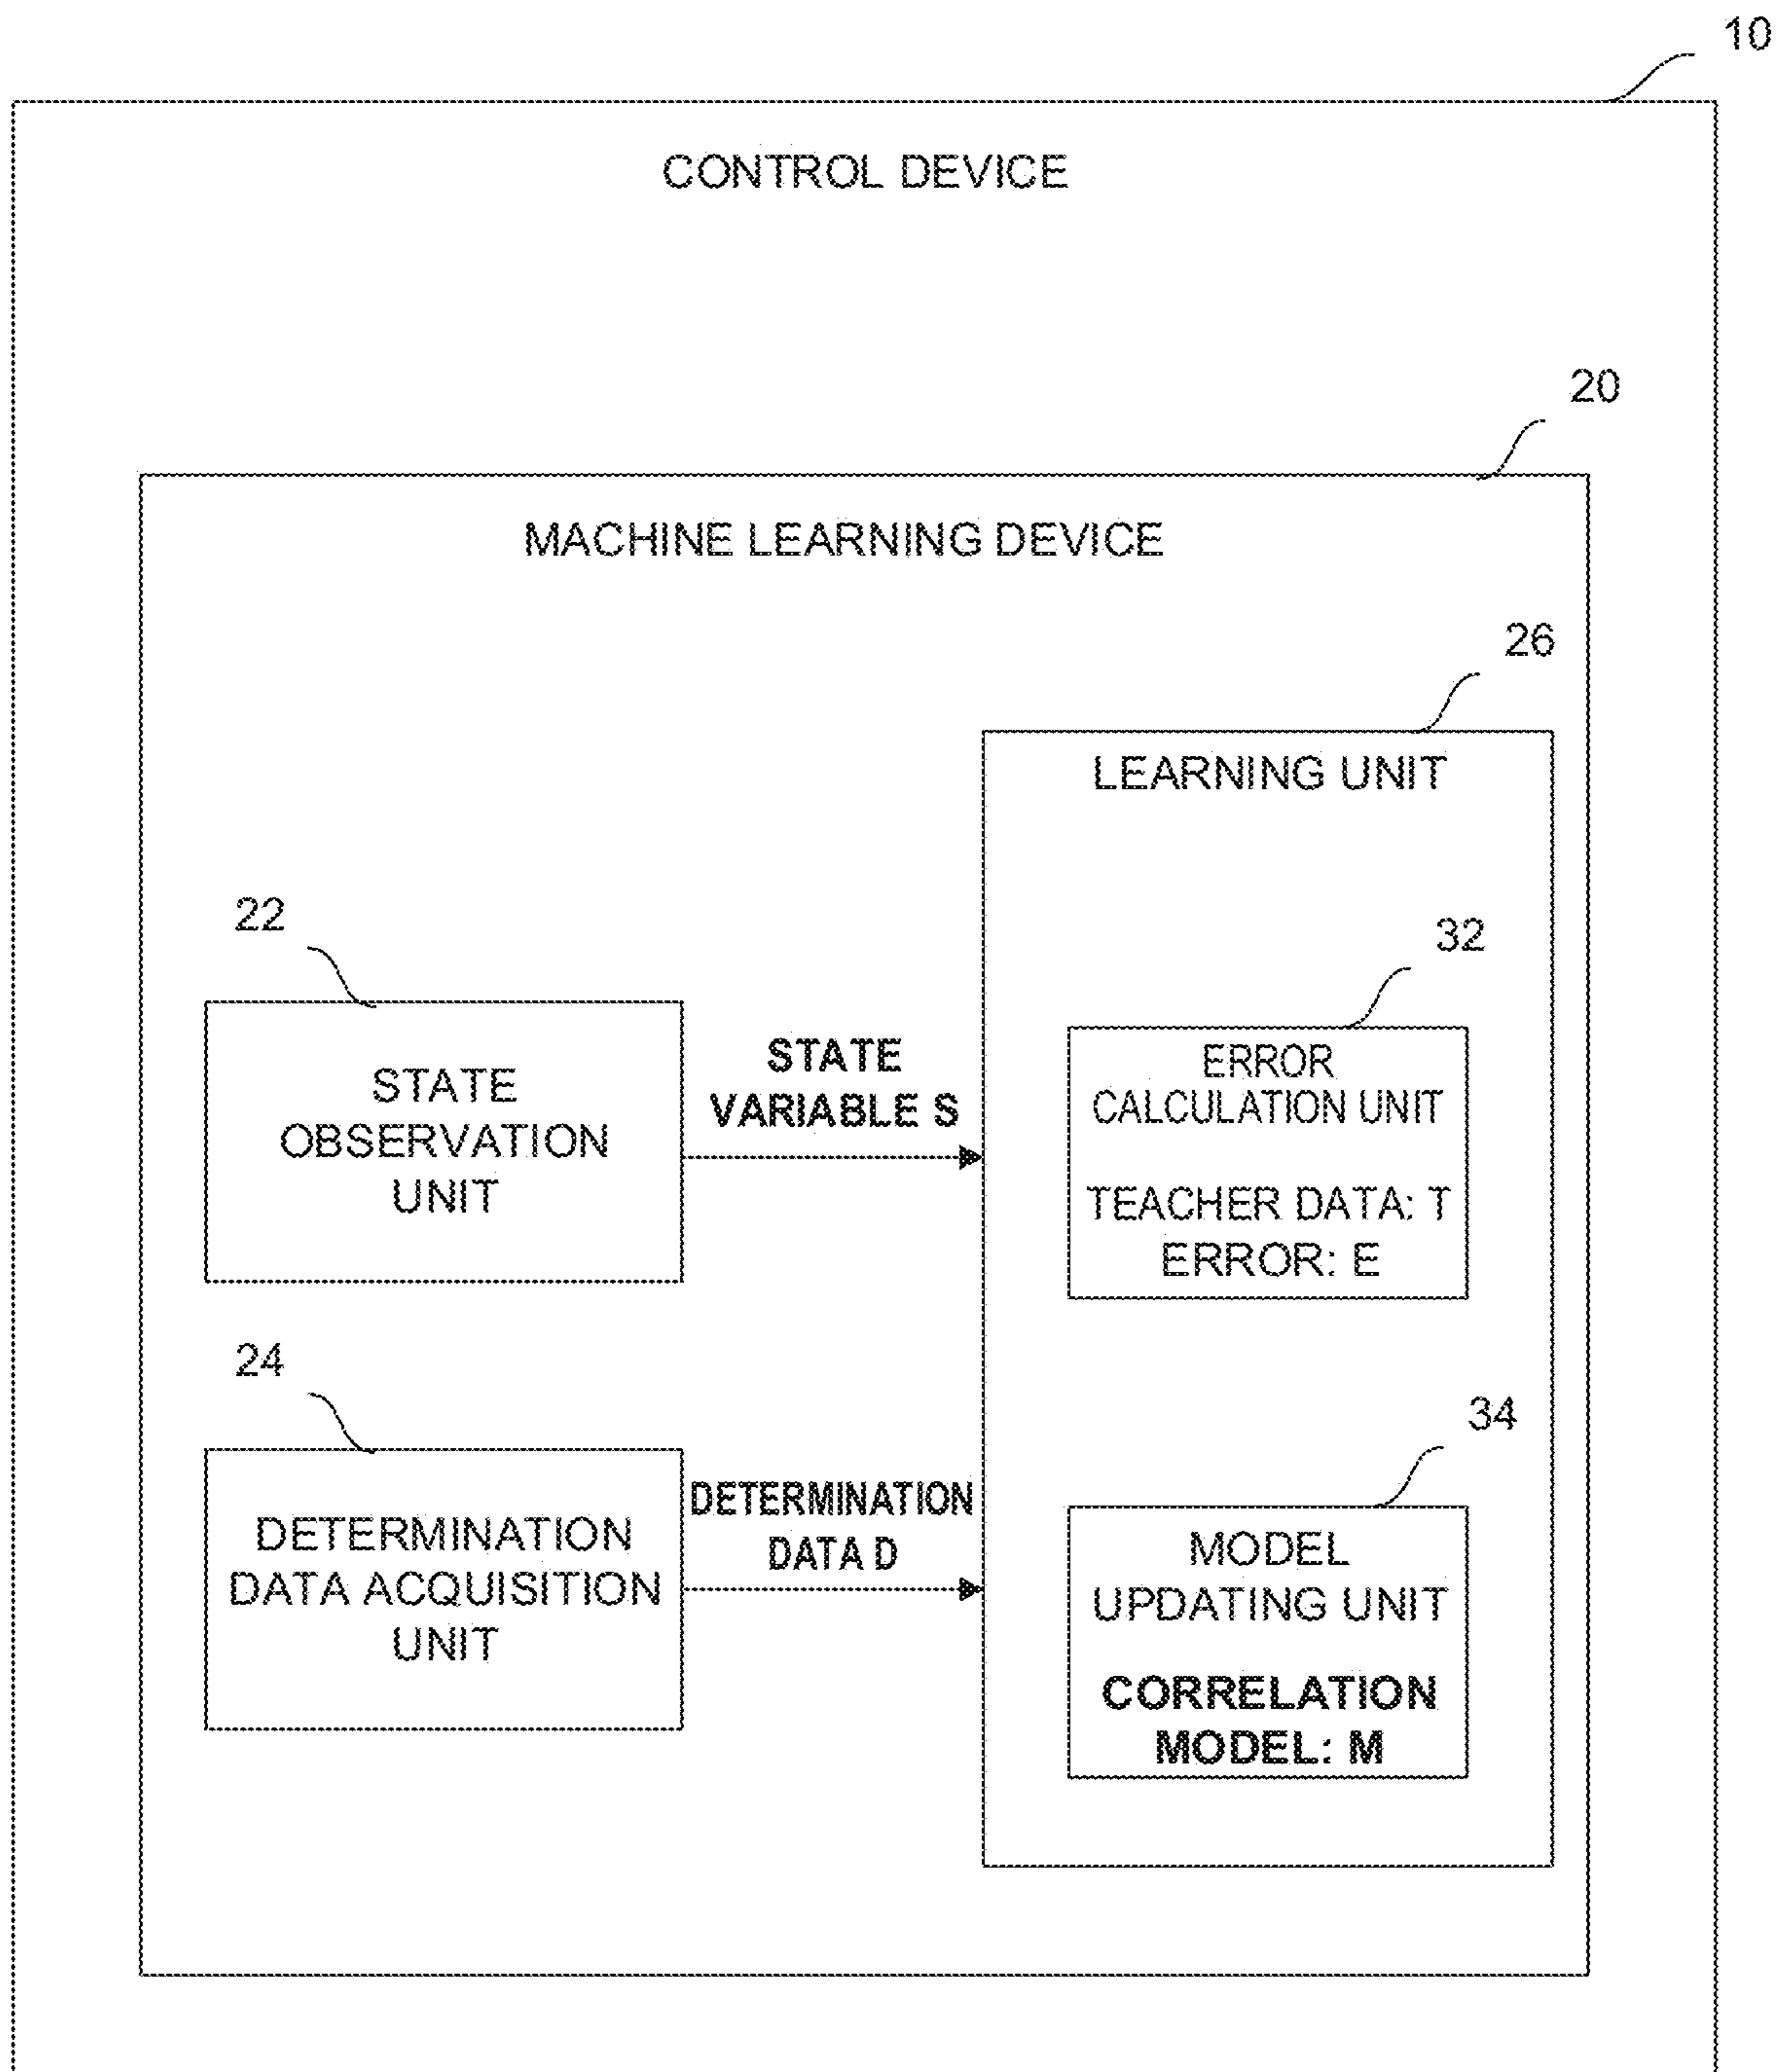 10
CONTROL DEVICE
20
MACHINE LEARNING DEVICE
26
LEARNING UNIT
22
STATE
OBSERVATION
UNIT
STATE
VARIABLE S
32
ERROR
CALCULATION UNIT
TEACHER DATA: T
ERROR: E
24
DETERMINATION
DATA ACQUISITION
UNIT
DETERMINATION
DATA D
34
MODEL
UPDATING UNIT
CORRELATION
MODEL: M